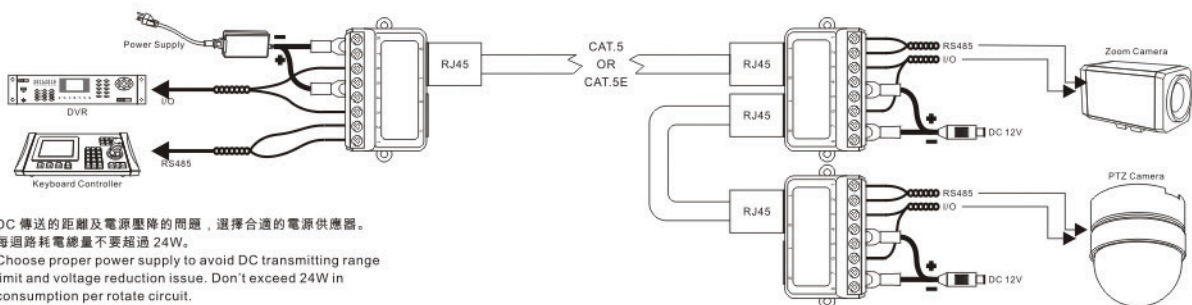 Power Supply
DVR
I/O
Keyboard Controller
RS485
RJ45
CAT.5
OR
CAT.5E
RJ45
RJ45
RS485
I/O
DC 12V
Zoom Camera
RJ45
RS485
I/O
DC 12V
PTZ Camera
DC 傳送的距離及電源壓降的問題，選擇合適的電源供應器。
每迴路耗電總量不要超過 24W。
Choose proper power supply to avoid DC transmitting range
limit and voltage reduction issue. Don't exceed 24W in
consumption per rotate circuit.